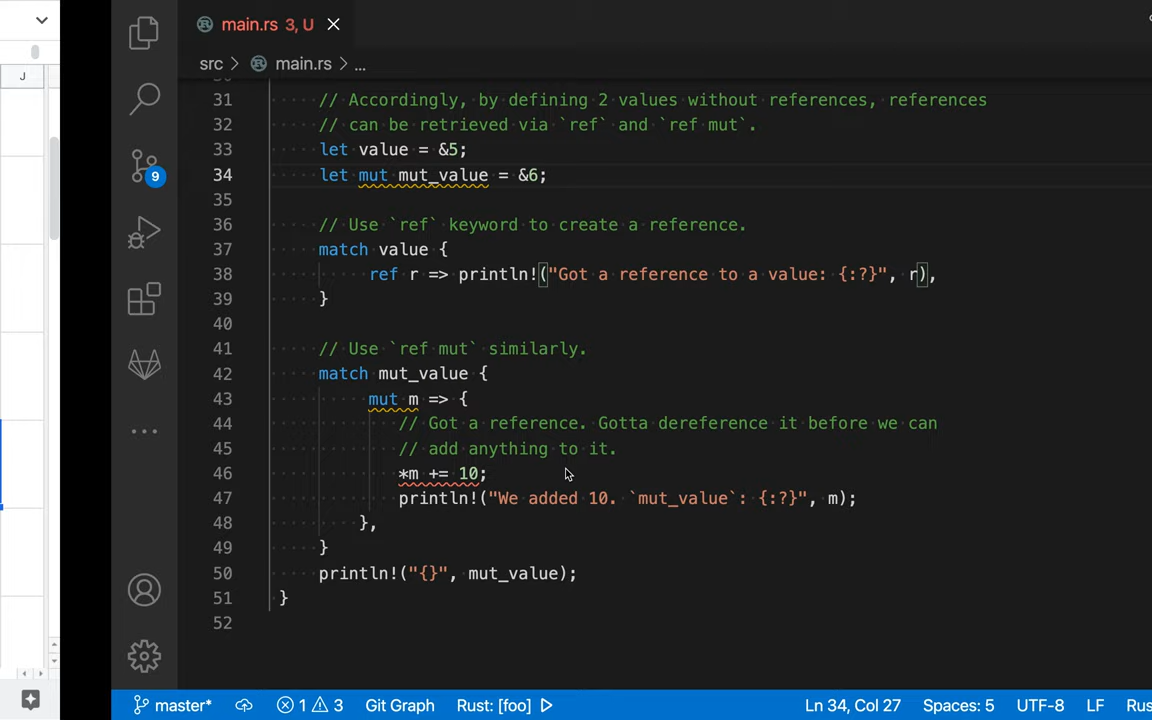 J
main.rs 3, U
src > main.rs > ...
31 // Accordingly, by defining 2 values without references, references
32 // can be retrieved via `ref` and `ref mut`.
33 let value = &5;
34 let mut mut_value = &6;
35
36 // Use `ref` keyword to create a reference.
37 match value {
38 ref r => println!("Got a reference to a value: {:?}", r),
39 }
40
41 // Use `ref mut` similarly.
42 match mut_value {
43 mut m => {
44 // Got a reference. Gotta dereference it before we can
45 // add anything to it.
46 *m += 10;
47 println!("We added 10. `mut_value`: {:?}", m);
48 },
49 }
50 println!("{}", mut_value);
51 }
52
9
master* 1 3 Git Graph Rust: [foo] Ln 34, Col 27 Spaces: 5 UTF-8 LF Rus